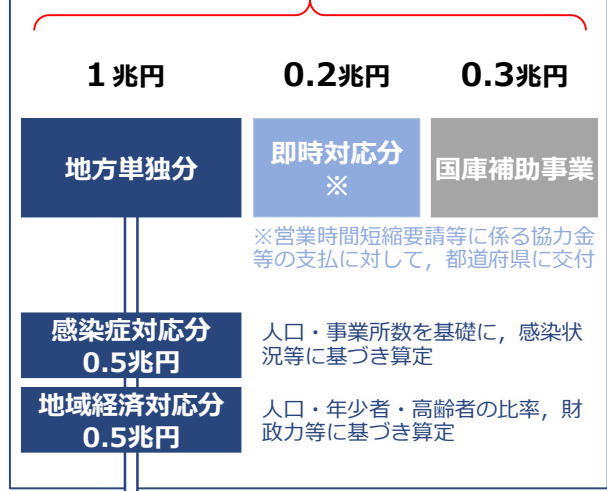 1兆円
0.2兆円
0.3兆円
地方単独分
即時対応分
※
国庫補助事業
※営業時間短縮要請等に係る協力金
等の支払に対して，都道府県に交付
感染症対応分
0.5兆円
人口・事業所数を基礎に，感染状
況等に基づき算定
地域経済対応分
0.5兆円
人口・年少者・高齢者の比率，財
政力等に基づき算定